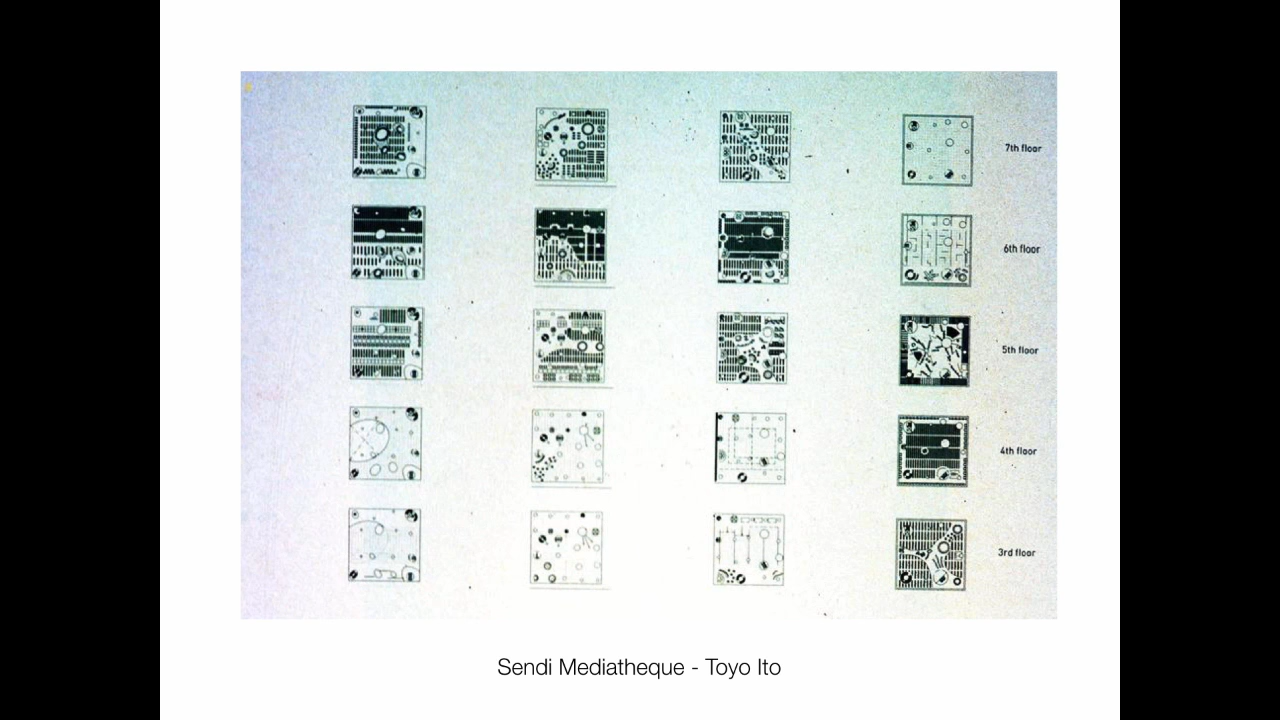 7th floor
6th floor
5th floor
4th floor
3rd floor
Sendi Mediatheque - Toyo Ito